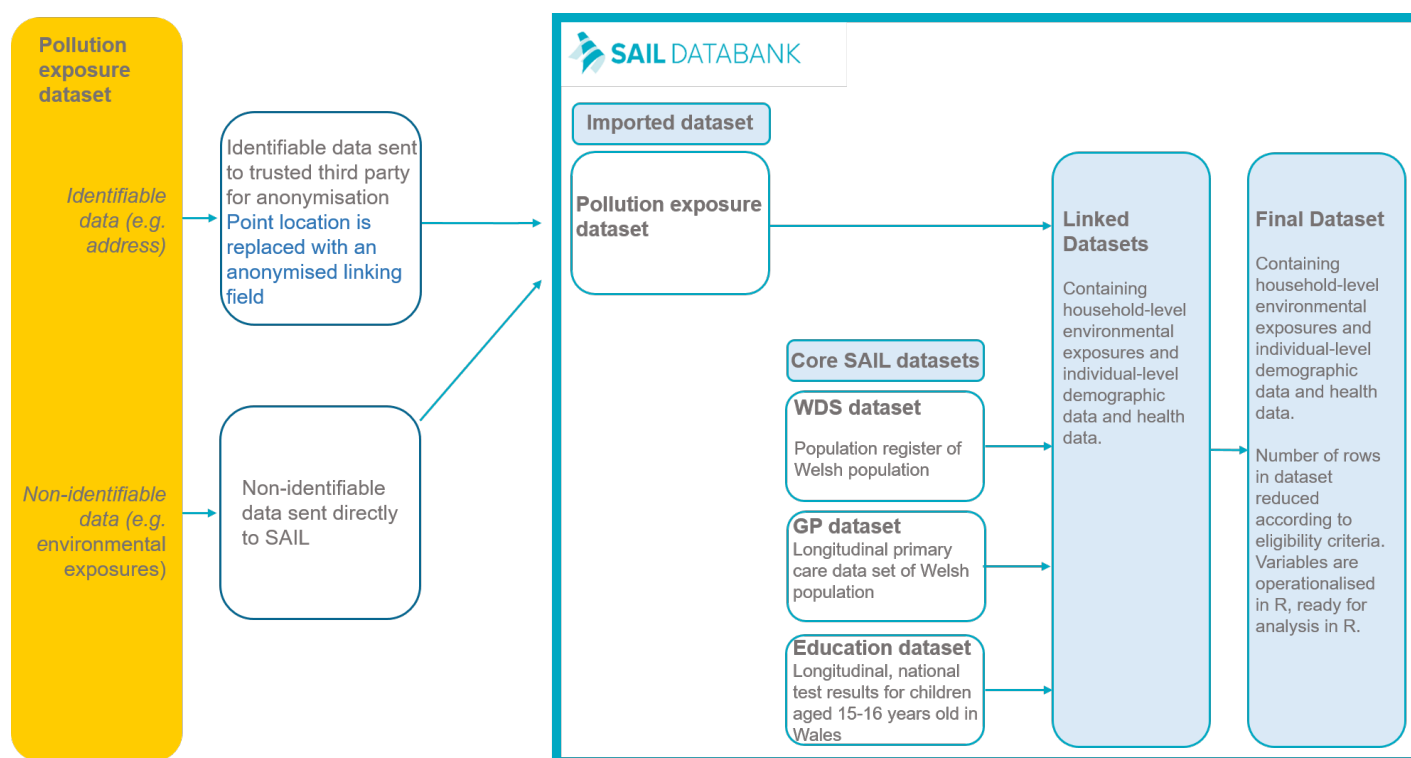 Pollution
exposure
dataset
Identifiable
data (e.g.
address)
Non-identifiable
data (e.g.
environmental
exposures)
Identifiable data sent
to trusted third party
for anonymisation
Point location is
replaced with an
anonymised linking
field
Non-identifiable
data sent directly
to SAIL
SAIL DATABANK
Imported dataset
Pollution exposure
dataset
Core SAIL datasets
WDS dataset
Population register of
Welsh population
GP dataset
Longitudinal primary
care data set of Welsh
population
Education dataset
Longitudinal, national
test results for children
aged 15-16 years old in
Wales
Linked
Datasets
Containing
household-level
environmental
exposures and
individual-level
demographic
data and health
data.
Final Dataset
Containing
household-level
environmental
exposures and
individual-level
demographic
data and health
data.
Number of rows
in dataset
reduced
according to
eligibility criteria.
Variables are
operationalised
in R, ready for
analysis in R.